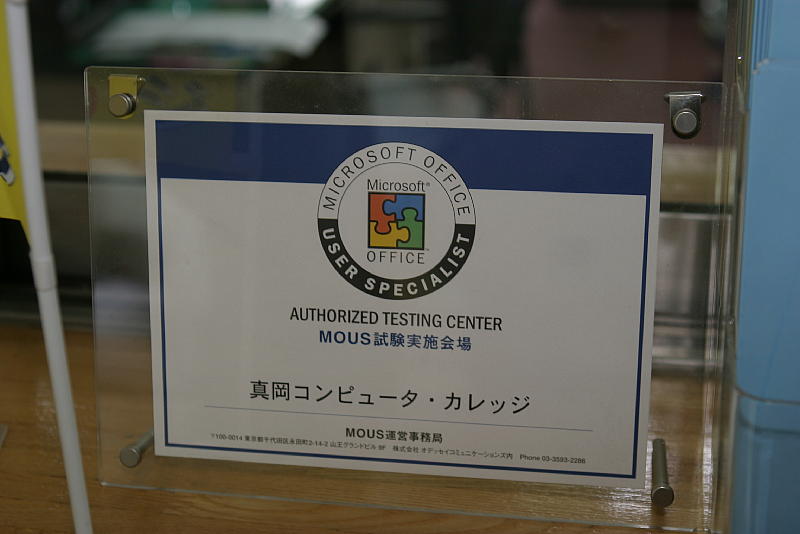 MICROSOFT OFFICE
Microsoft®
OFFICE
USER SPECIALIST
AUTHORIZED TESTING CENTER
MOUS試験実施会場
真岡コンピュータ・カレッジ
MOUS運営事務局
〒100-0014 東京都千代田区永田町2-14-2 山王グランドビル 9F 株式会社 オデッセイコミュニケーションズ内 Phone 03-3593-2286